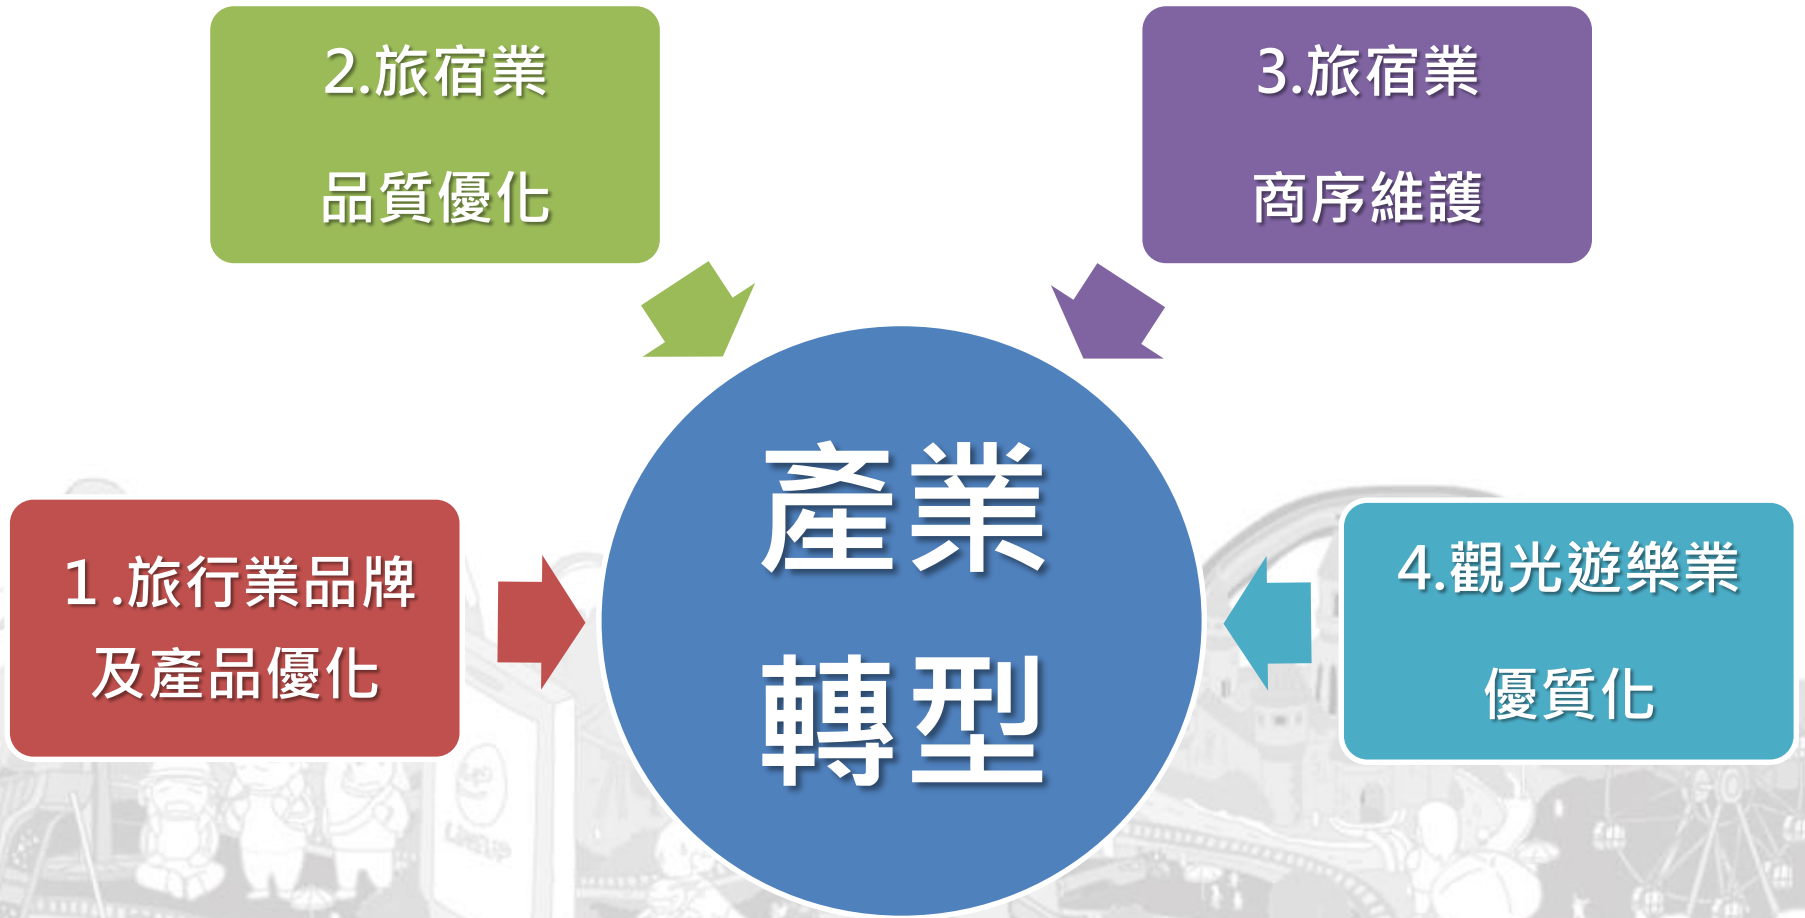 2.旅宿業
品質優化
3.旅宿業
商序維護
1.旅行業品牌
及產品優化
產業
轉型
4.觀光遊樂業
優質化
LINEUP